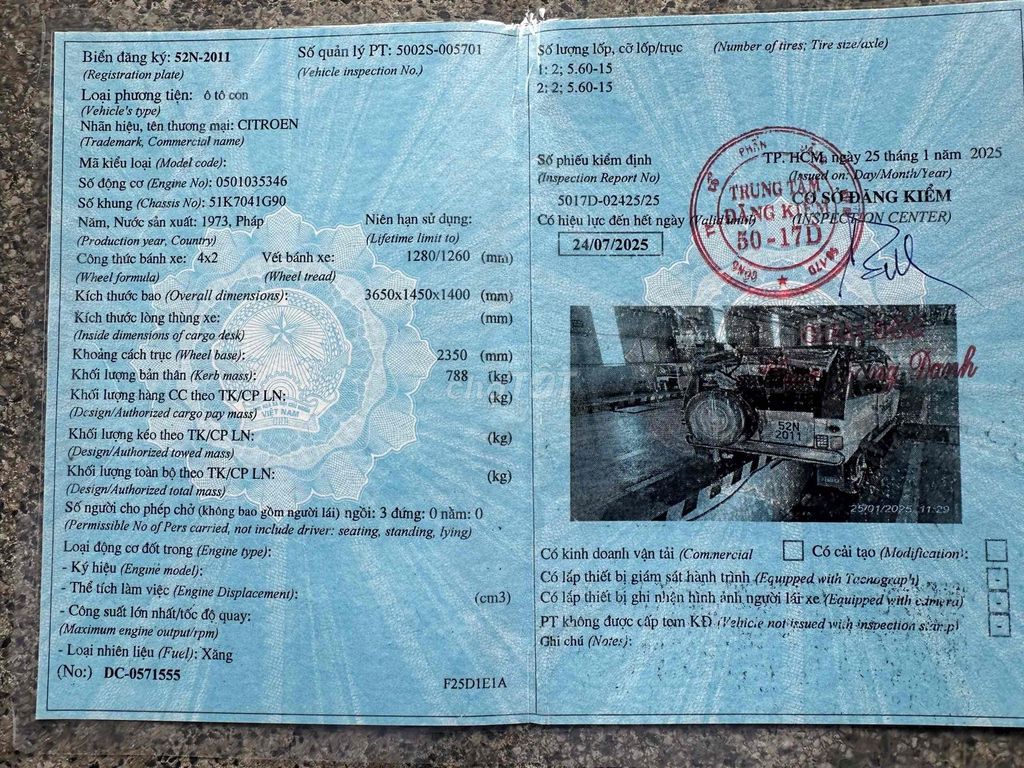 Biển đăng ký: 52N-2011
Số quản lý PT: 5002S-005701
(Registration plate)
(Vehicle inspection No.)
Loại phương tiện: ô tô con
(Vehicle's type)
Nhãn hiệu, tên thương mại: CITROEN
(Trademark, Commercial name)
Mã kiểu loại (Model code):
Số động cơ (Engine No): 0501035346
Số khung (Chassis No): 51K7041G90
Năm, Nước sản xuất: 1973, Pháp
Niên hạn sử dụng:
(Production year, Country)
(Lifetime limit to)
Công thức bánh xe: 4x2
Vết bánh xe: 1280/1260 (mm)
(Wheel formula)
(Wheel tread)
Kích thước bao (Overall dimensions): 3650x1450x1400 (mm)
Kích thước lòng thùng xe: (mm)
(Inside dimensions of cargo desk)
Khoảng cách trục (Wheel base): 2350 (mm)
Khối lượng bản thân (Kerb mass): 788 (kg)
Khối lượng hàng CC theo TK/CP LN: (kg)
(Design/Authorized cargo pay mass)
Khối lượng kéo theo TK/CP LN: (kg)
(Design/Authorized towed mass)
Khối lượng toàn bộ theo TK/CP LN: (kg)
(Design/Authorized total mass)
Số người cho phép chở (không bao gồm người lái) ngồi: 3 đứng: 0 nằm: 0
(Permissible No of Pers carried, not include driver: seating, standing, lying)
Loại động cơ đốt trong (Engine type):
- Ký hiệu (Engine model):
- Thể tích làm việc (Engine Displacement): (cm3)
- Công suất lớn nhất/tốc độ quay:
(Maximum engine output/rpm)
- Loại nhiên liệu (Fuel): Xăng
(No:) DC-0571555
F25D1E1A
VIỆT NAM
Số lượng lốp, cỡ lốp/trục (Number of tires; Tire size/axle)
1: 2; 5.60-15
2: 2; 5.60-15
Số phiếu kiểm định
(Inspection Report No)
5017D-02425/25
Có hiệu lực đến hết ngày (Valid until)
24/07/2025
TP. HCM, ngày 25 tháng 1 năm 2025
(Issued on: Day/Month/Year)
CƠ SỞ ĐĂNG KIỂM
(INSPECTION CENTER)
TRUNG TÂM
ĐĂNG KIỂM
50-17D
52N
2011
25/01/2025 11:29
Có kinh doanh vận tải (Commercial
Có cải tạo (Modification):
Có lắp thiết bị giám sát hành trình (Equipped with Tacnograph)
Có lắp thiết bị ghi nhận hình ảnh người lái xe (Equipped with camera)
PT không được cấp tem KĐ (Vehicle not issued with inspection stamp)
Ghi chú (Notes):